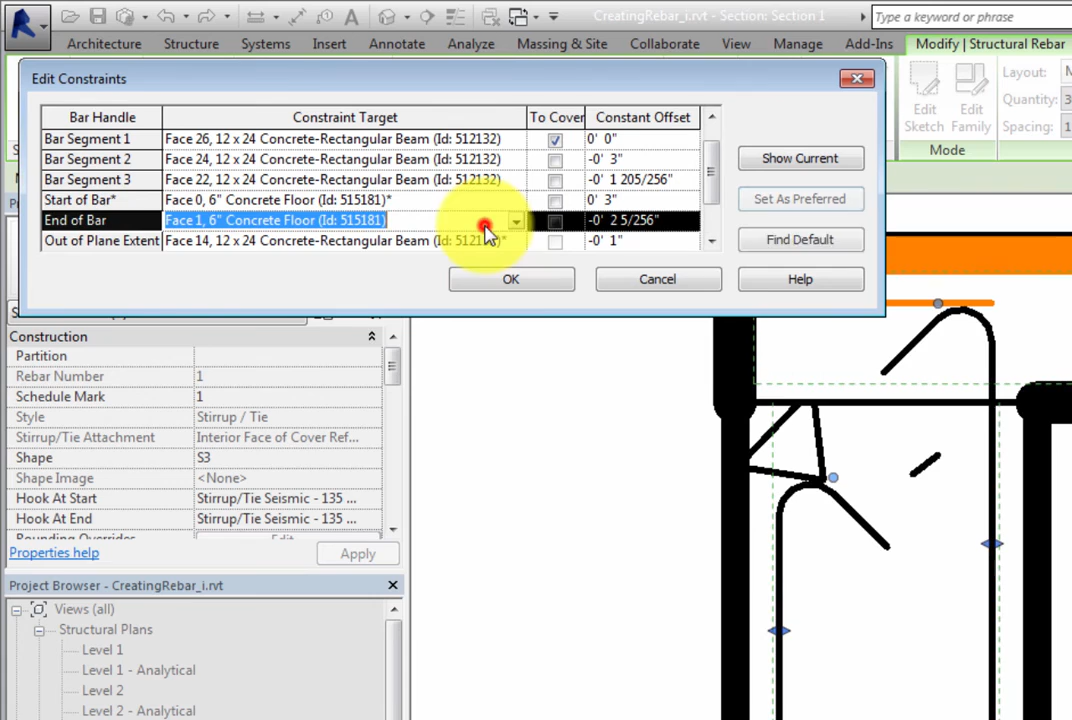 CreatingRebar_i.rvt - Section: Section 1
Type a keyword or phrase
Architecture Structure Systems Insert Annotate Analyze Massing & Site Collaborate View Manage Add-Ins Modify | Structural Rebar
Edit Constraints
Bar Handle Constraint Target To Cover Constant Offset
Bar Segment 1 Face 26, 12 x 24 Concrete-Rectangular Beam (Id: 512132) 0' 0"
Bar Segment 2 Face 24, 12 x 24 Concrete-Rectangular Beam (Id: 512132) -0' 3"
Bar Segment 3 Face 22, 12 x 24 Concrete-Rectangular Beam (Id: 512132) -0' 1 205/256"
Start of Bar* Face 0, 6" Concrete Floor (Id: 515181)* 0' 3"
End of Bar Face 1, 6" Concrete Floor (Id: 515181) -0' 2 5/256"
Out of Plane Extent Face 14, 12 x 24 Concrete-Rectangular Beam (Id: -0' 1"
Show Current
Set As Preferred
Find Default
OK Cancel Help
Edit Sketch
Edit Family
Mode
Layout:
Quantity: 3
Spacing: 1
Construction
Partition
Rebar Number 1
Schedule Mark 1
Style Stirrup / Tie
Stirrup/Tie Attachment Interior Face of Cover Ref...
Shape S3
Shape Image <None>
Hook At Start Stirrup/Tie Seismic - 135 ...
Hook At End Stirrup/Tie Seismic - 135 ...
Properties help Apply
Project Browser - CreatingRebar_i.rvt
Views (all)
Structural Plans
Level 1
Level 1 - Analytical
Level 2
Level 2 - Analytical